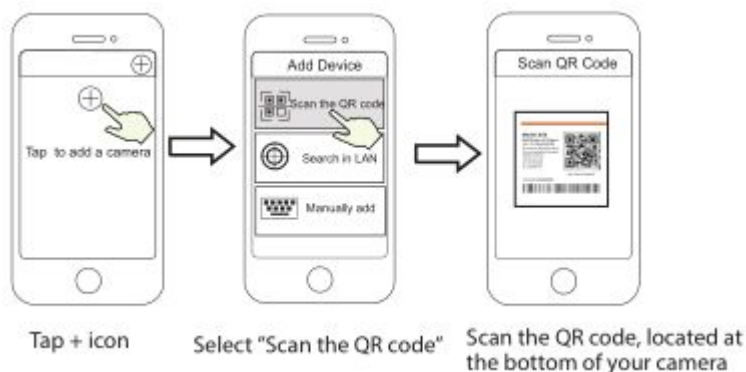 Tap to add a camera
Add Device
Scan the QR code
Search in LAN
Manually add
Scan QR Code
Tap + icon
Select "Scan the QR code"
Scan the QR code, located at
the bottom of your camera